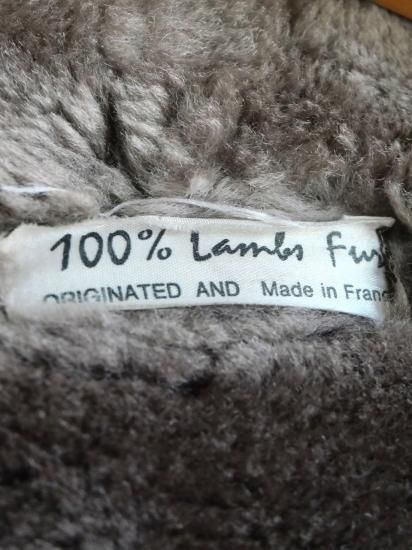 100% Lambs Fur
ORIGINATED AND Made in France